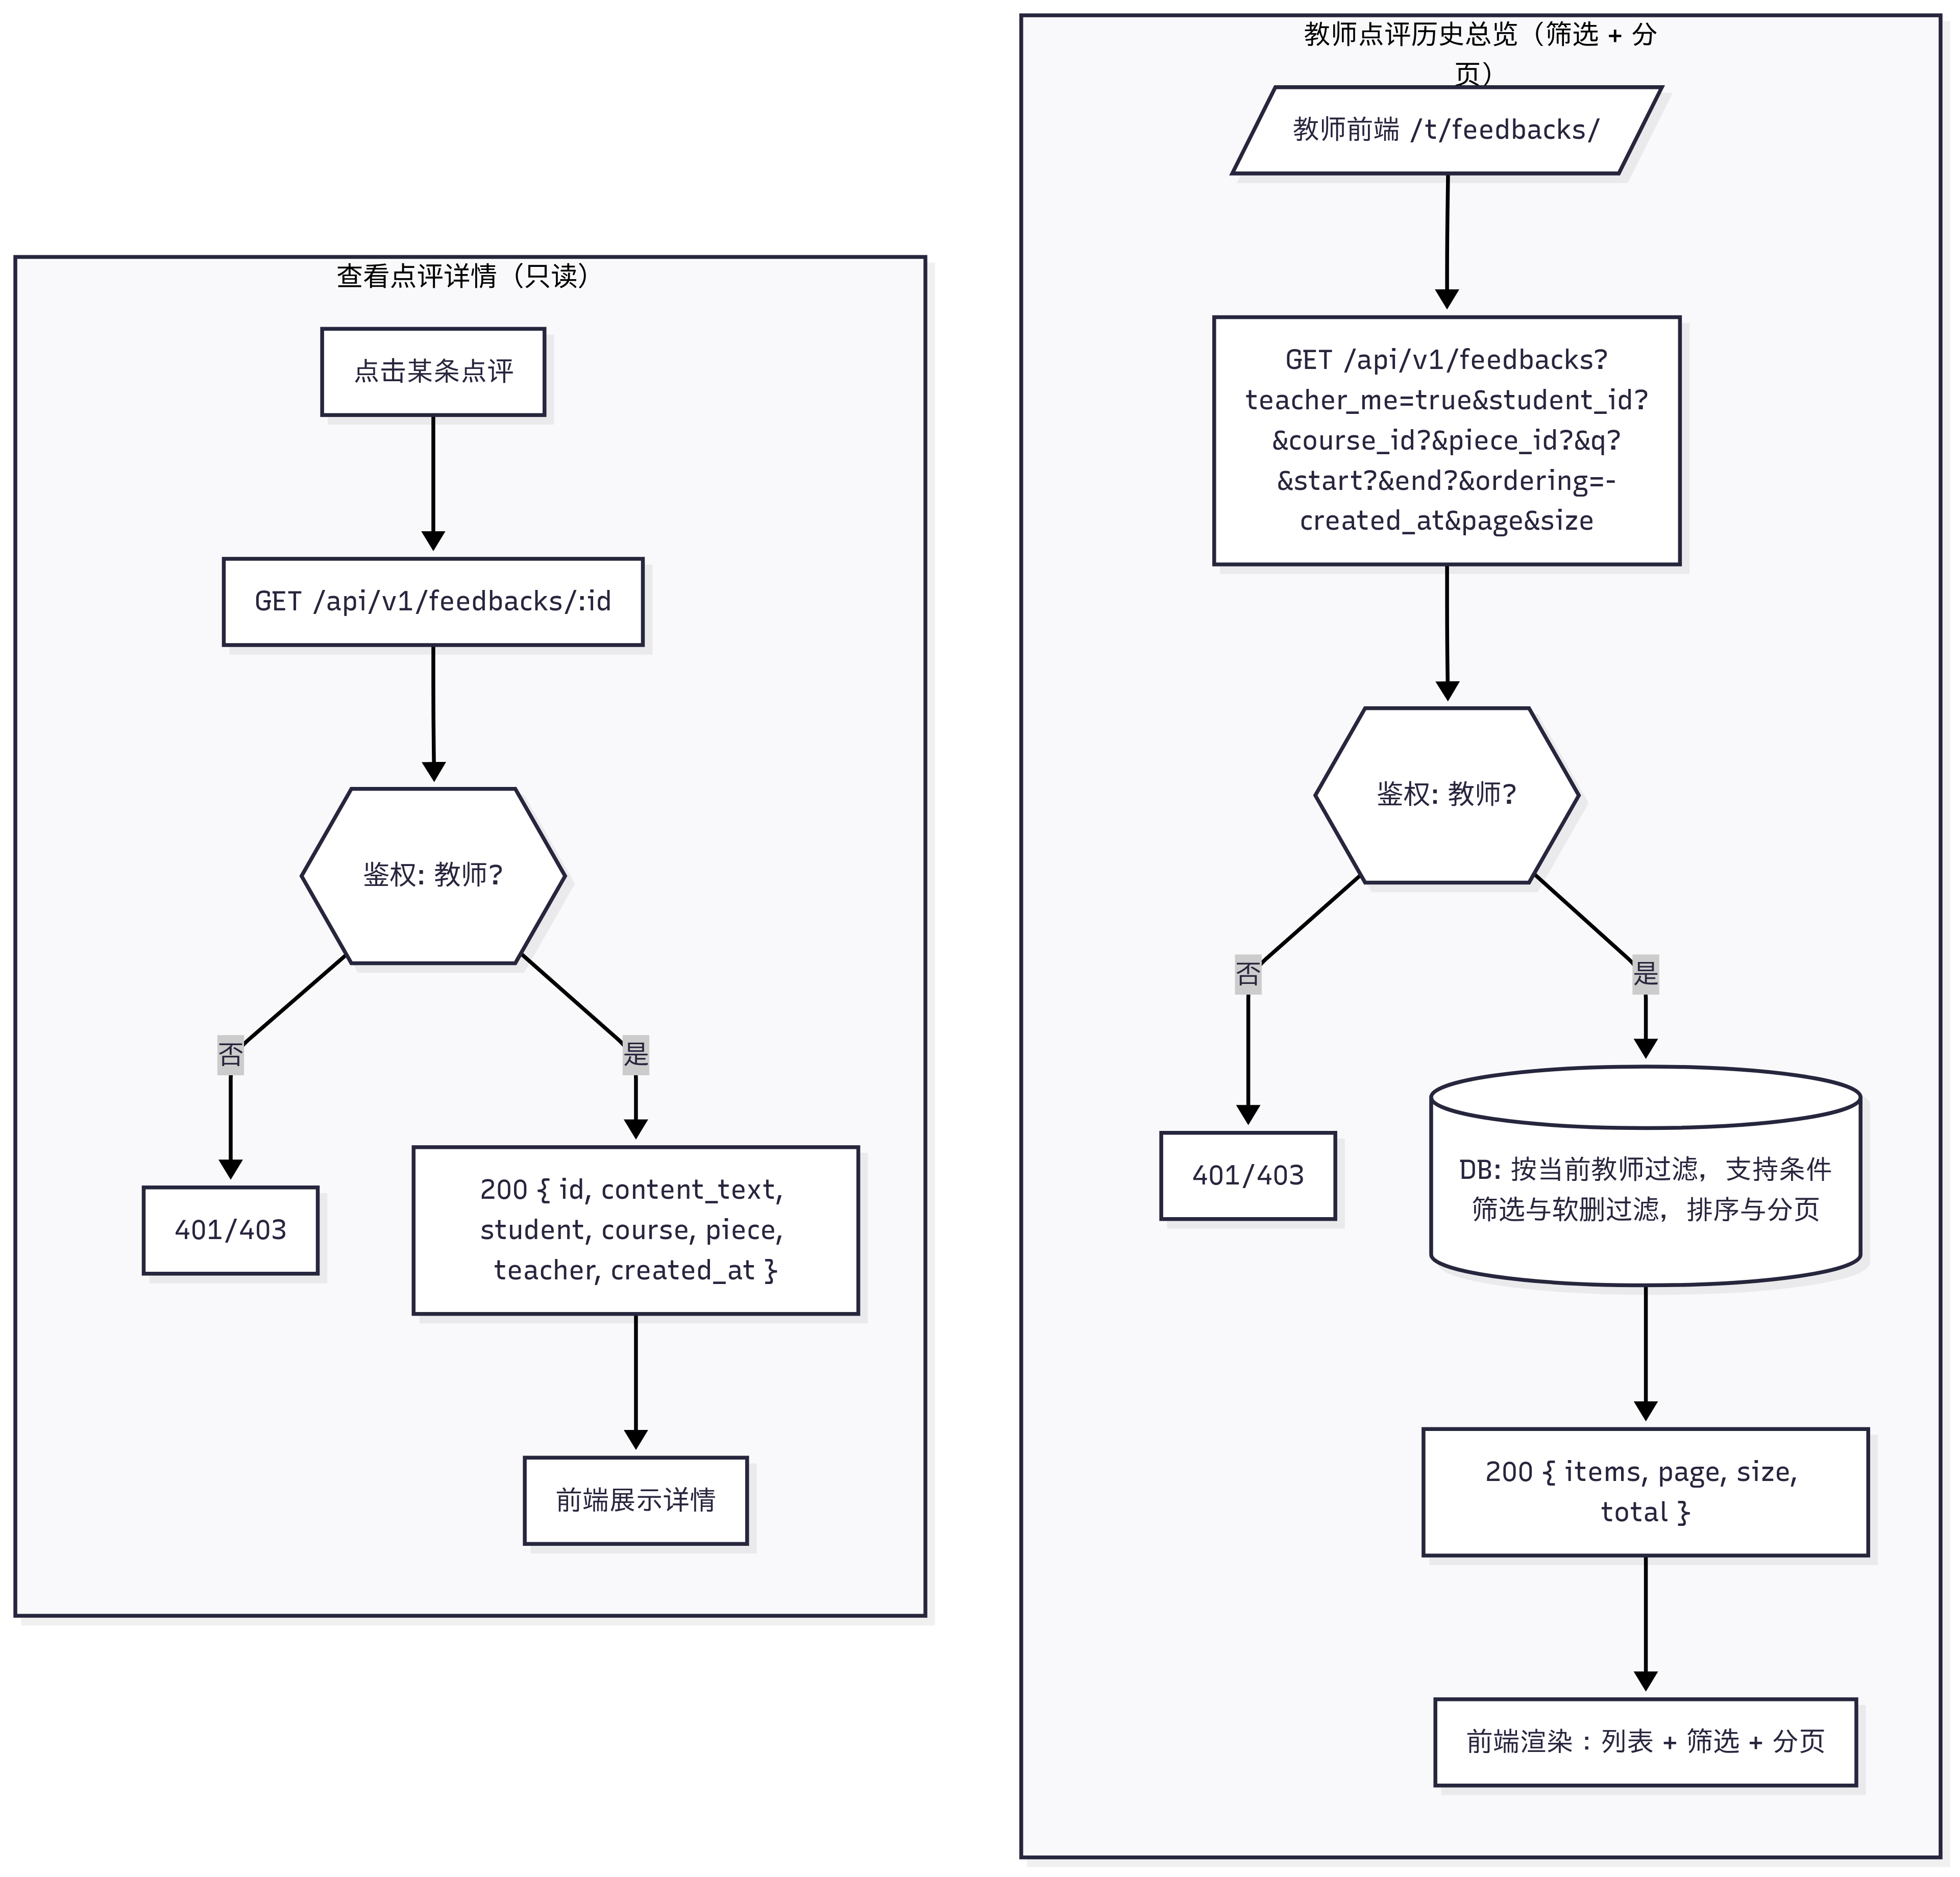 查看点评详情（只读）
点击某条点评
GET /api/v1/feedbacks/:id
鉴权: 教师?
否
是
401/403
200 { id, content_text,
student, course, piece,
teacher, created_at }
前端展示详情
教师点评历史总览（筛选 + 分
页）
教师前端 /t/feedbacks/
GET /api/v1/feedbacks?
teacher_me=true&student_id?
&course_id?&piece_id?&q?
&start?&end?&ordering=-
created_at&page&size
鉴权: 教师?
否
是
401/403
DB: 按当前教师过滤，支持条件
筛选与软删过滤，排序与分页
200 { items, page, size,
total }
前端渲染：列表 + 筛选 + 分页